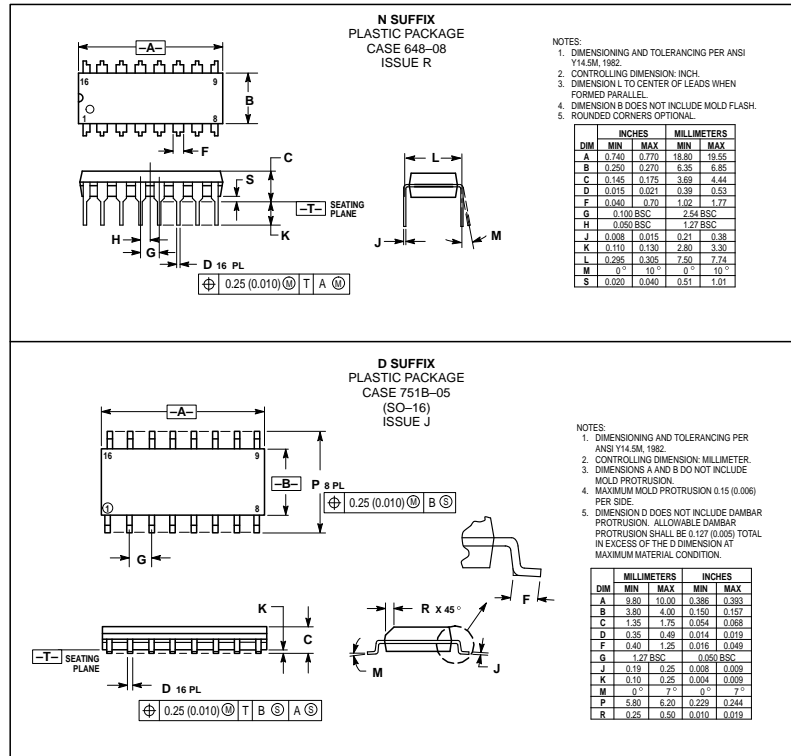 N SUFFIX
PLASTIC PACKAGE
CASE 648–08
ISSUE R
–A–
16
9
1
8
B
F
C
S
–T–
SEATING
PLANE
K
H
G
D 16 PL
0.25 (0.010) Ⓜ T A Ⓜ
L
J
M
NOTES:
1. DIMENSIONING AND TOLERANCING PER ANSI
Y14.5M, 1982.
2. CONTROLLING DIMENSION: INCH.
3. DIMENSION L TO CENTER OF LEADS WHEN
FORMED PARALLEL.
4. DIMENSION B DOES NOT INCLUDE MOLD FLASH.
5. ROUNDED CORNERS OPTIONAL.
INCHES MILLIMETERS
DIM MIN MAX MIN MAX
A 0.740 0.770 18.80 19.55
B 0.250 0.270 6.35 6.85
C 0.145 0.175 3.69 4.44
D 0.015 0.021 0.39 0.53
F 0.040 0.70 1.02 1.77
G 0.100 BSC 2.54 BSC
H 0.050 BSC 1.27 BSC
J 0.008 0.015 0.21 0.38
K 0.110 0.130 2.80 3.30
L 0.295 0.305 7.50 7.74
M 0° 10° 0° 10°
S 0.020 0.040 0.51 1.01
D SUFFIX
PLASTIC PACKAGE
CASE 751B–05
(SO–16)
ISSUE J
–A–
16
9
1
8
–B–
P 8 PL
0.25 (0.010) Ⓜ B Ⓢ
G
F
K
C
–T–
SEATING
PLANE
D 16 PL
0.25 (0.010) Ⓜ T B Ⓢ A Ⓢ
R X 45°
M
J
NOTES:
1. DIMENSIONING AND TOLERANCING PER
ANSI Y14.5M, 1982.
2. CONTROLLING DIMENSION: MILLIMETER.
3. DIMENSIONS A AND B DO NOT INCLUDE
MOLD PROTRUSION.
4. MAXIMUM MOLD PROTRUSION 0.15 (0.006)
PER SIDE.
5. DIMENSION D DOES NOT INCLUDE DAMBAR
PROTRUSION. ALLOWABLE DAMBAR
PROTRUSION SHALL BE 0.127 (0.005) TOTAL
IN EXCESS OF THE D DIMENSION AT
MAXIMUM MATERIAL CONDITION.
MILLIMETERS INCHES
DIM MIN MAX MIN MAX
A 9.80 10.00 0.386 0.393
B 3.80 4.00 0.150 0.157
C 1.35 1.75 0.054 0.068
D 0.35 0.49 0.014 0.019
F 0.40 1.25 0.016 0.049
G 1.27 BSC 0.050 BSC
J 0.19 0.25 0.008 0.009
K 0.10 0.25 0.004 0.009
M 0° 7° 0° 7°
P 5.80 6.20 0.229 0.244
R 0.25 0.50 0.010 0.019